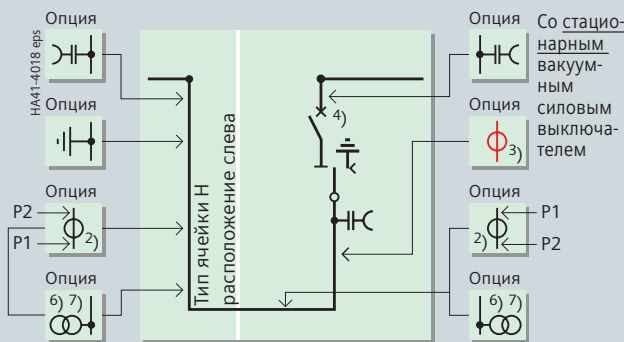 Опция
Опция
Со стацио-
нарным
вакуум-
ным
силовым
выключа-
телем
HA41-4018 eps
4)
Опция
Опция
3)
Опция
Опция
P2
P1
2)
P1
P2
2)
Тип ячейки H
расположение слева
Опция
Опция
6) 7)
6) 7)